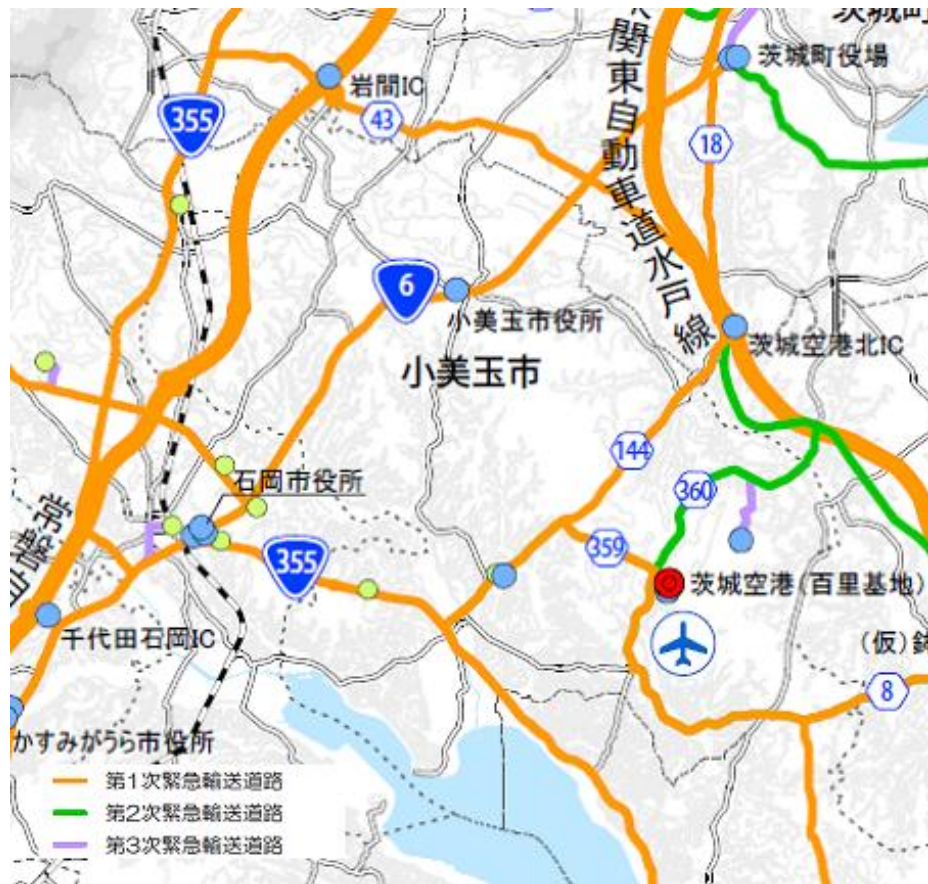 茨城町
岩間IC
茨城町役場
355
43
18
関東自動車道水戸線
6
小美玉市役所
茨城空港北IC
小美玉市
144
石岡市役所
360
常磐自
355
359
茨城空港(百里基地)
千代田石岡IC
(仮)鉾
8
かすみがうら市役所
第1次緊急輸送道路
第2次緊急輸送道路
第3次緊急輸送道路